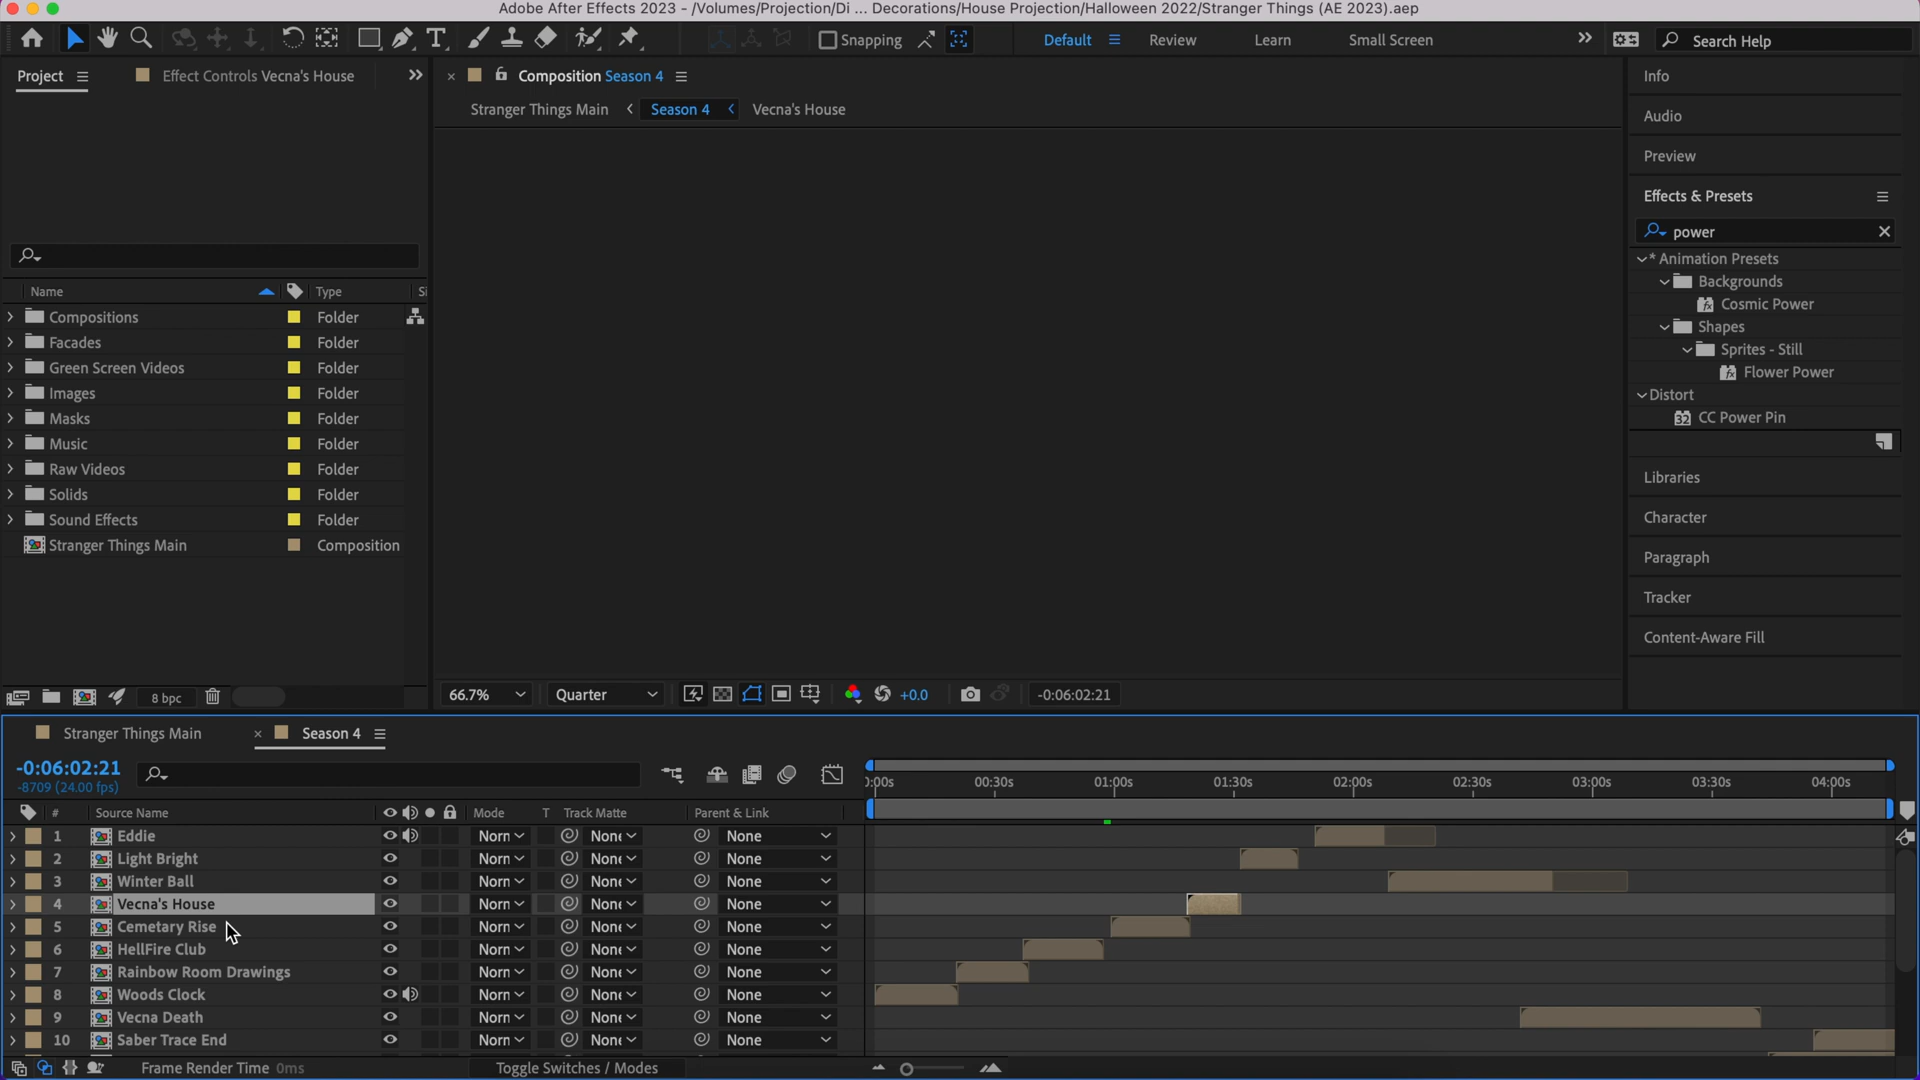 Adobe After Effects 2023 - /Volumes/Projection/Di ... Decorations/House Projection/Halloween 2022/Stranger Things (AE 2023).aep
Snapping
Default
Review
Learn
Small Screen
Search Help
Project
Effect Controls Vecna's House
Composition Season 4
Stranger Things Main
Season 4
Vecna's House
Info
Audio
Preview
Effects & Presets
power
* Animation Presets
Backgrounds
Cosmic Power
Shapes
Sprites - Still
Flower Power
Distort
32 CC Power Pin
Libraries
Character
Paragraph
Tracker
Content-Aware Fill
Name Type Si
Compositions Folder
Facades Folder
Green Screen Videos Folder
Images Folder
Masks Folder
Music Folder
Raw Videos Folder
Solids Folder
Sound Effects Folder
Stranger Things Main Composition
8 bpc
66.7% Quarter +0.0 -0:06:02:21
Stranger Things Main
Season 4
-0:06:02:21
-8709 (24.00 fps)
0:00s 00:30s 01:00s 01:30s 02:00s 02:30s 03:00s 03:30s 04:00s
# Source Name Mode T Track Matte Parent & Link
1 Eddie Norn None None
2 Light Bright Norn None None
3 Winter Ball Norn None None
4 Vecna's House Norn None None
5 Cemetary Rise Norn None None
6 HellFire Club Norn None None
7 Rainbow Room Drawings Norn None None
8 Woods Clock Norn None None
9 Vecna Death Norn None None
10 Saber Trace End Norn None None
Frame Render Time 0ms
Toggle Switches / Modes